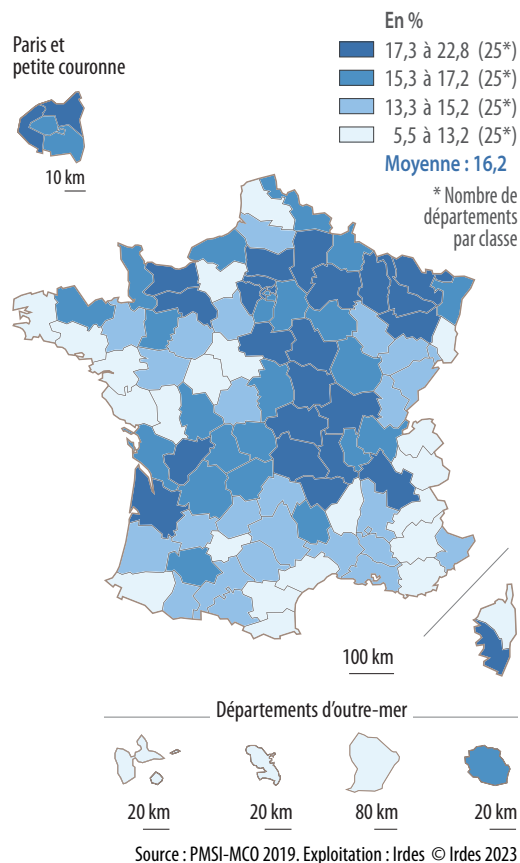 En %
Paris et
petite couronne
17,3 à 22,8 (25*)
15,3 à 17,2 (25*)
13,3 à 15,2 (25*)
5,5 à 13,2 (25*)
Moyenne : 16,2
10 km
* Nombre de
départements
par classe
100 km
Départements d'outre-mer
20 km
20 km
80 km
20 km
Source : PMSI-MCO 2019. Exploitation : Irdes © Irdes 2023